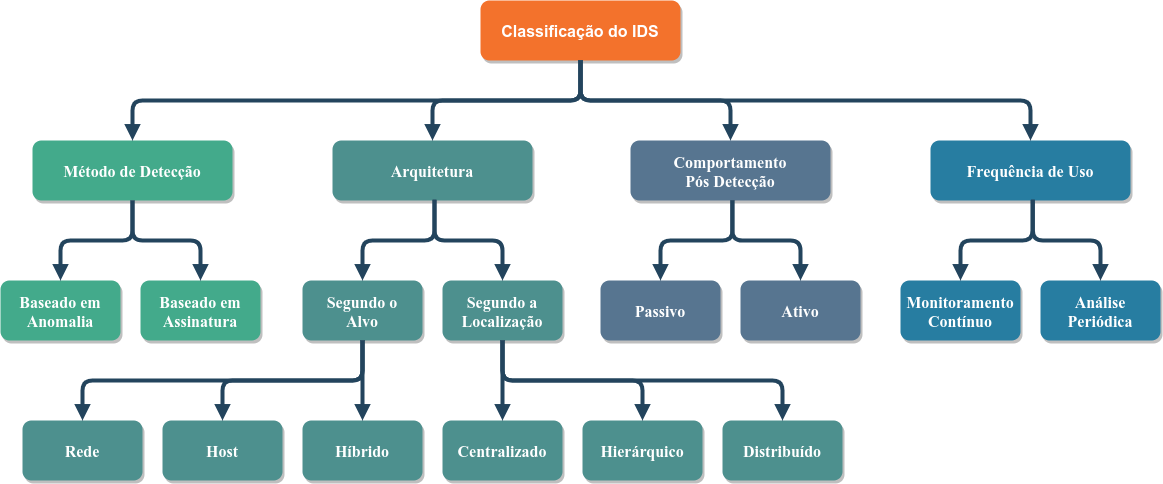 Classificação do IDS
Método de Detecção
Arquitetura
Comportamento
Pós Detecção
Frequência de Uso
Baseado em
Anomalia
Baseado em
Assinatura
Segundo o
Alvo
Segundo a
Localização
Passivo
Ativo
Monitoramento
Contínuo
Análise
Periódica
Rede
Host
Híbrido
Centralizado
Hierárquico
Distribuído